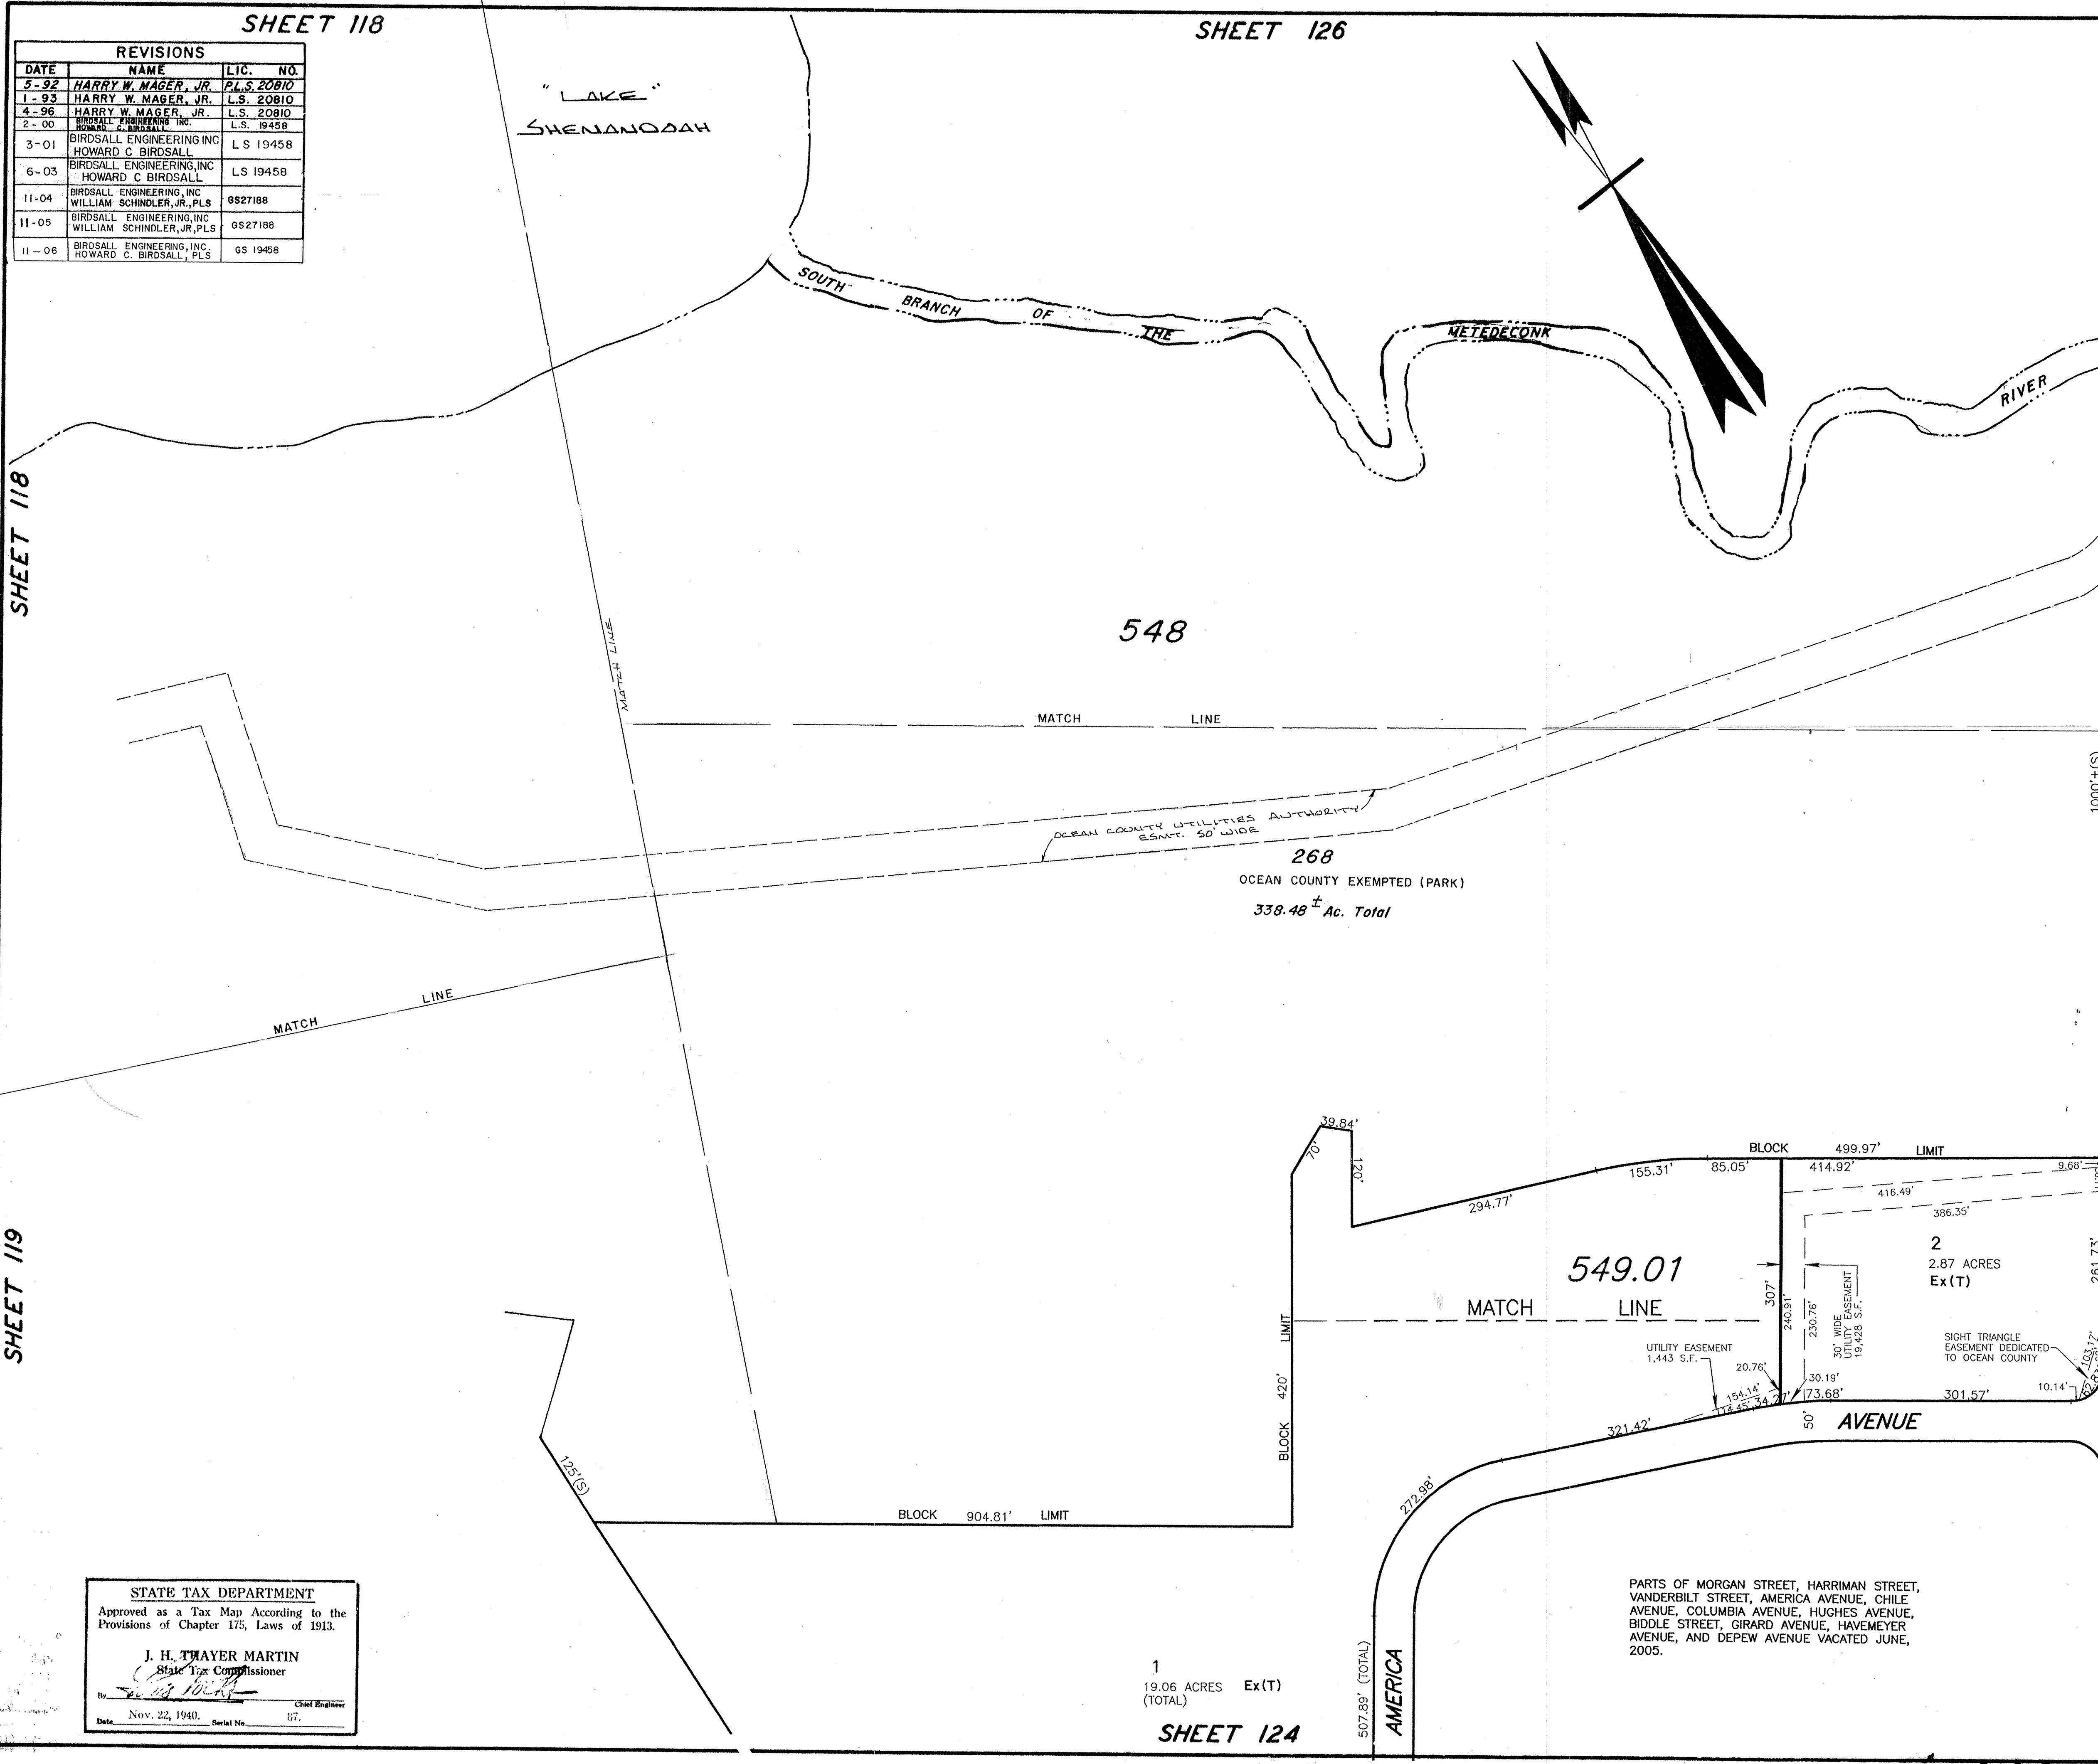 SHEET 118
SHEET 126
REVISIONS
DATE NAME LIC. NO.
5-92 HARRY W. MAGER, JR. P.L.S. 20810
1-93 HARRY W. MAGER, JR. L.S. 20810
4-96 HARRY W. MAGER, JR. L.S. 20810
2-00 BIRDSALL ENGINEERING INC. HOWARD C. BIRDSALL L.S. 19458
3-01 BIRDSALL ENGINEERING INC HOWARD C BIRDSALL LS 19458
6-03 BIRDSALL ENGINEERING,INC HOWARD C BIRDSALL LS 19458
11-04 BIRDSALL ENGINEERING, INC WILLIAM SCHINDLER, JR., PLS GS27188
11-05 BIRDSALL ENGINEERING,INC WILLIAM SCHINDLER,JR,PLS GS27188
11-06 BIRDSALL ENGINEERING, INC. HOWARD C. BIRDSALL, PLS GS 19458
"LAKE"
SHENANDOAH
SOUTH BRANCH OF THE METEDECONK RIVER
SHEET 118
548
MATCH LINE
MATCH LINE
1000'±(S)
OCEAN COUNTY UTILITIES AUTHORITY
ESMT. 50' WIDE
268
OCEAN COUNTY EXEMPTED (PARK)
338.48 ± Ac. Total
MATCH LINE
39.84'
70'
120'
294.77'
155.31'
85.05'
BLOCK 499.97' LIMIT
414.92'
9.68'
416.49'
386.35'
2
2.87 ACRES
Ex(T)
261.73'
549.01
MATCH LINE
307'
240.91'
230.76'
30' WIDE
UTILITY EASEMENT
19,428 S.F.
SIGHT TRIANGLE
EASEMENT DEDICATED
TO OCEAN COUNTY
103.17'
UTILITY EASEMENT
1,443 S.F.
20.76'
30.19'
154.14'
114.45'
34.27'
73.68'
301.57'
10.14'
321.42'
50'
AVENUE
272.98'
SHEET 119
BLOCK 420' LIMIT
125'(S)
BLOCK 904.81' LIMIT
STATE TAX DEPARTMENT
Approved as a Tax Map According to the
Provisions of Chapter 175, Laws of 1913.
J. H. THAYER MARTIN
State Tax Commissioner
By
Chief Engineer
Date Nov. 22, 1940. Serial No. 87.
1
19.06 ACRES Ex(T)
(TOTAL)
507.89' (TOTAL)
AMERICA
PARTS OF MORGAN STREET, HARRIMAN STREET,
VANDERBILT STREET, AMERICA AVENUE, CHILE
AVENUE, COLUMBIA AVENUE, HUGHES AVENUE,
BIDDLE STREET, GIRARD AVENUE, HAVEMEYER
AVENUE, AND DEPEW AVENUE VACATED JUNE,
2005.
SHEET 124